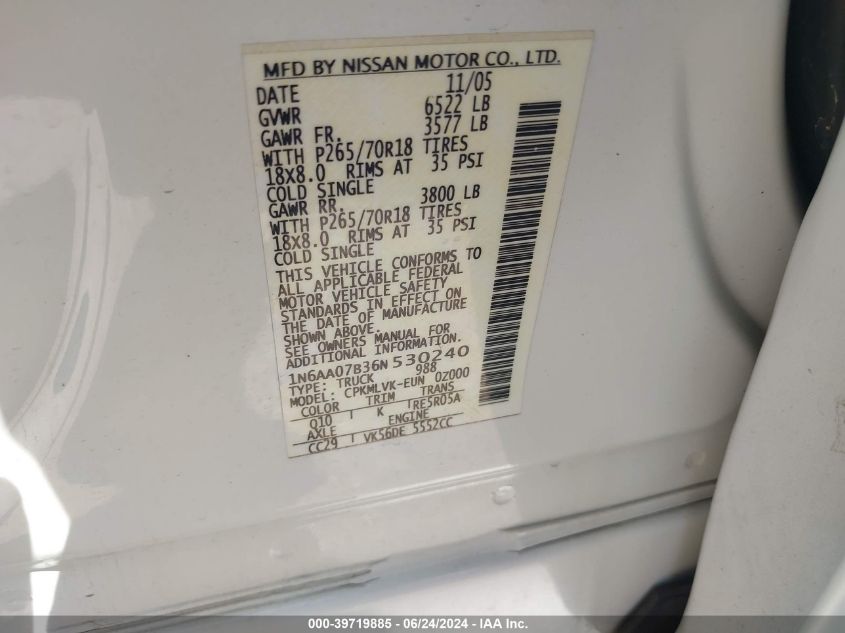 MFD BY NISSAN MOTOR CO., LTD.
DATE 11/05
GVWR 6522 LB
GAWR FR. 3577 LB
WITH P265/70R18 TIRES
18X8.0 RIMS AT 35 PSI
COLD SINGLE
GAWR RR. 3800 LB
WITH P265/70R18 TIRES
18X8.0 RIMS AT 35 PSI
COLD SINGLE
THIS VEHICLE CONFORMS TO
ALL APPLICABLE FEDERAL
MOTOR VEHICLE SAFETY
STANDARDS IN EFFECT ON
THE DATE OF MANUFACTURE
SHOWN ABOVE.
SEE OWNERS MANUAL FOR
ADDITIONAL INFORMATION.
1N6AA07B36N530240
TYPE: TRUCK 988
MODEL: CPKMLVK-EUN 0Z000
COLOR TRIM TRANS
Q10 K RE5R05A
AXLE ENGINE
CC29 VK56DE 5552CC
000-39719885 - 06/24/2024 - IAA Inc.